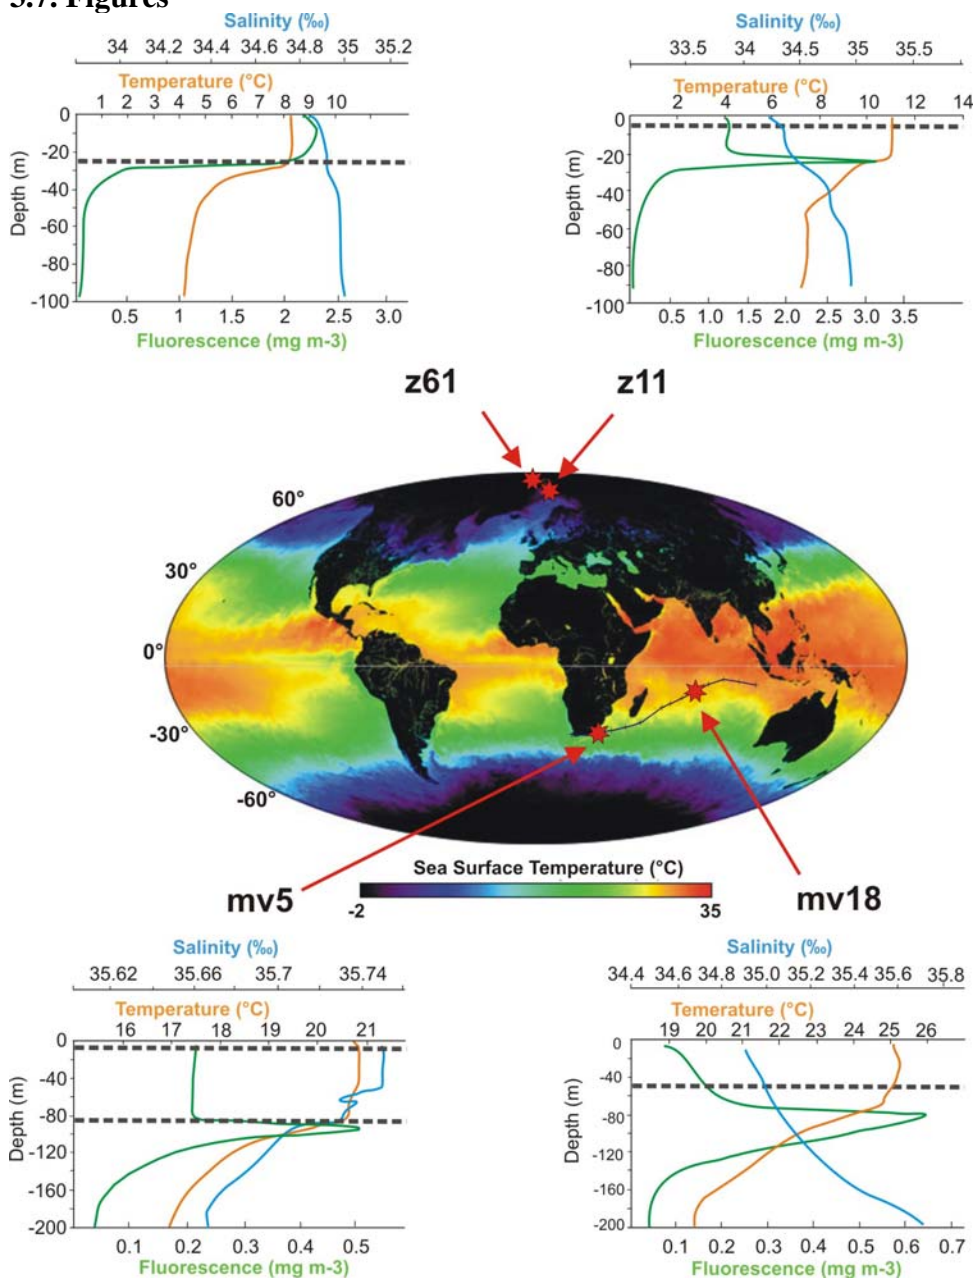 3.7. Figures
Salinity (‰)
34 34.2 34.4 34.6 34.8 35 35.2
Temperature (°C)
1 2 3 4 5 6 7 8 9 10
0
-20
-40
-60
-80
-100
Depth (m)
0.5 1 1.5 2 2.5 3.0
Fluorescence (mg m-3)
Salinity (‰)
33.5 34 34.5 35 35.5
Temperature (°C)
2 4 6 8 10 12 14
0
-20
-40
-60
-80
-100
Depth (m)
0.5 1.0 1.5 2.0 2.5 3.0 3.5
Fluorescence (mg m-3)
z61 z11
60°
30°
0°
-30°
-60°
Sea Surface Temperature (°C)
-2 35
mv5 mv18
Salinity (‰)
35.62 35.66 35.7 35.74
Temperature (°C)
16 17 18 19 20 21
0
-40
-80
-120
-160
-200
Depth (m)
0.1 0.2 0.3 0.4 0.5
Fluorescence (mg m-3)
Salinity (‰)
34.4 34.6 34.8 35.0 35.2 35.4 35.6 35.8
Temerature (°C)
19 20 21 22 23 24 25 26
0
-40
-80
-120
-160
-200
Depth (m)
0.1 0.2 0.3 0.4 0.5 0.6 0.7
Fluorescence (mg m-3)